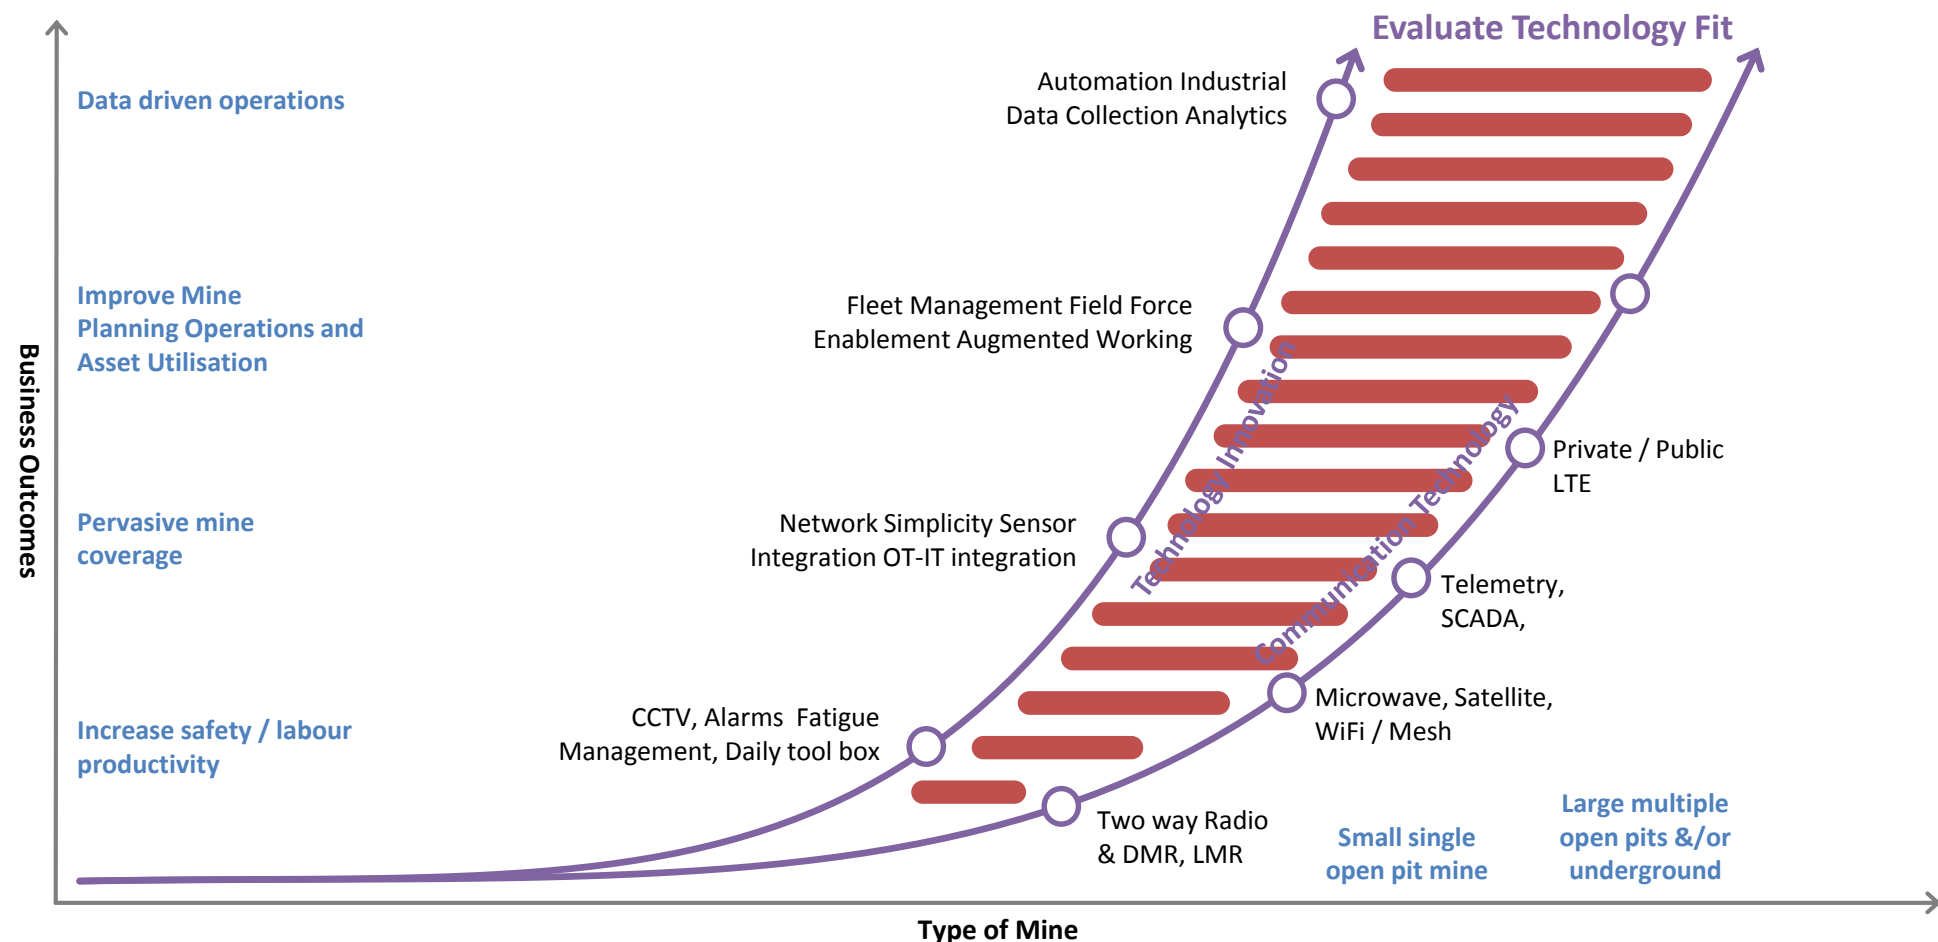 Evaluate Technology Fit
Data driven operations
Automation Industrial
Data Collection Analytics
Improve Mine
Planning Operations and
Asset Utilisation
Fleet Management Field Force
Enablement Augmented Working
Business Outcomes
Technology Innovation
Communication Technology
Private / Public
LTE
Pervasive mine
coverage
Network Simplicity Sensor
Integration OT-IT integration
Telemetry,
SCADA,
Increase safety / labour
productivity
CCTV, Alarms  Fatigue
Management, Daily tool box
Microwave, Satellite,
WiFi / Mesh
Two way Radio
& DMR, LMR
Small single
open pit mine
Large multiple
open pits &/or
underground
Type of Mine